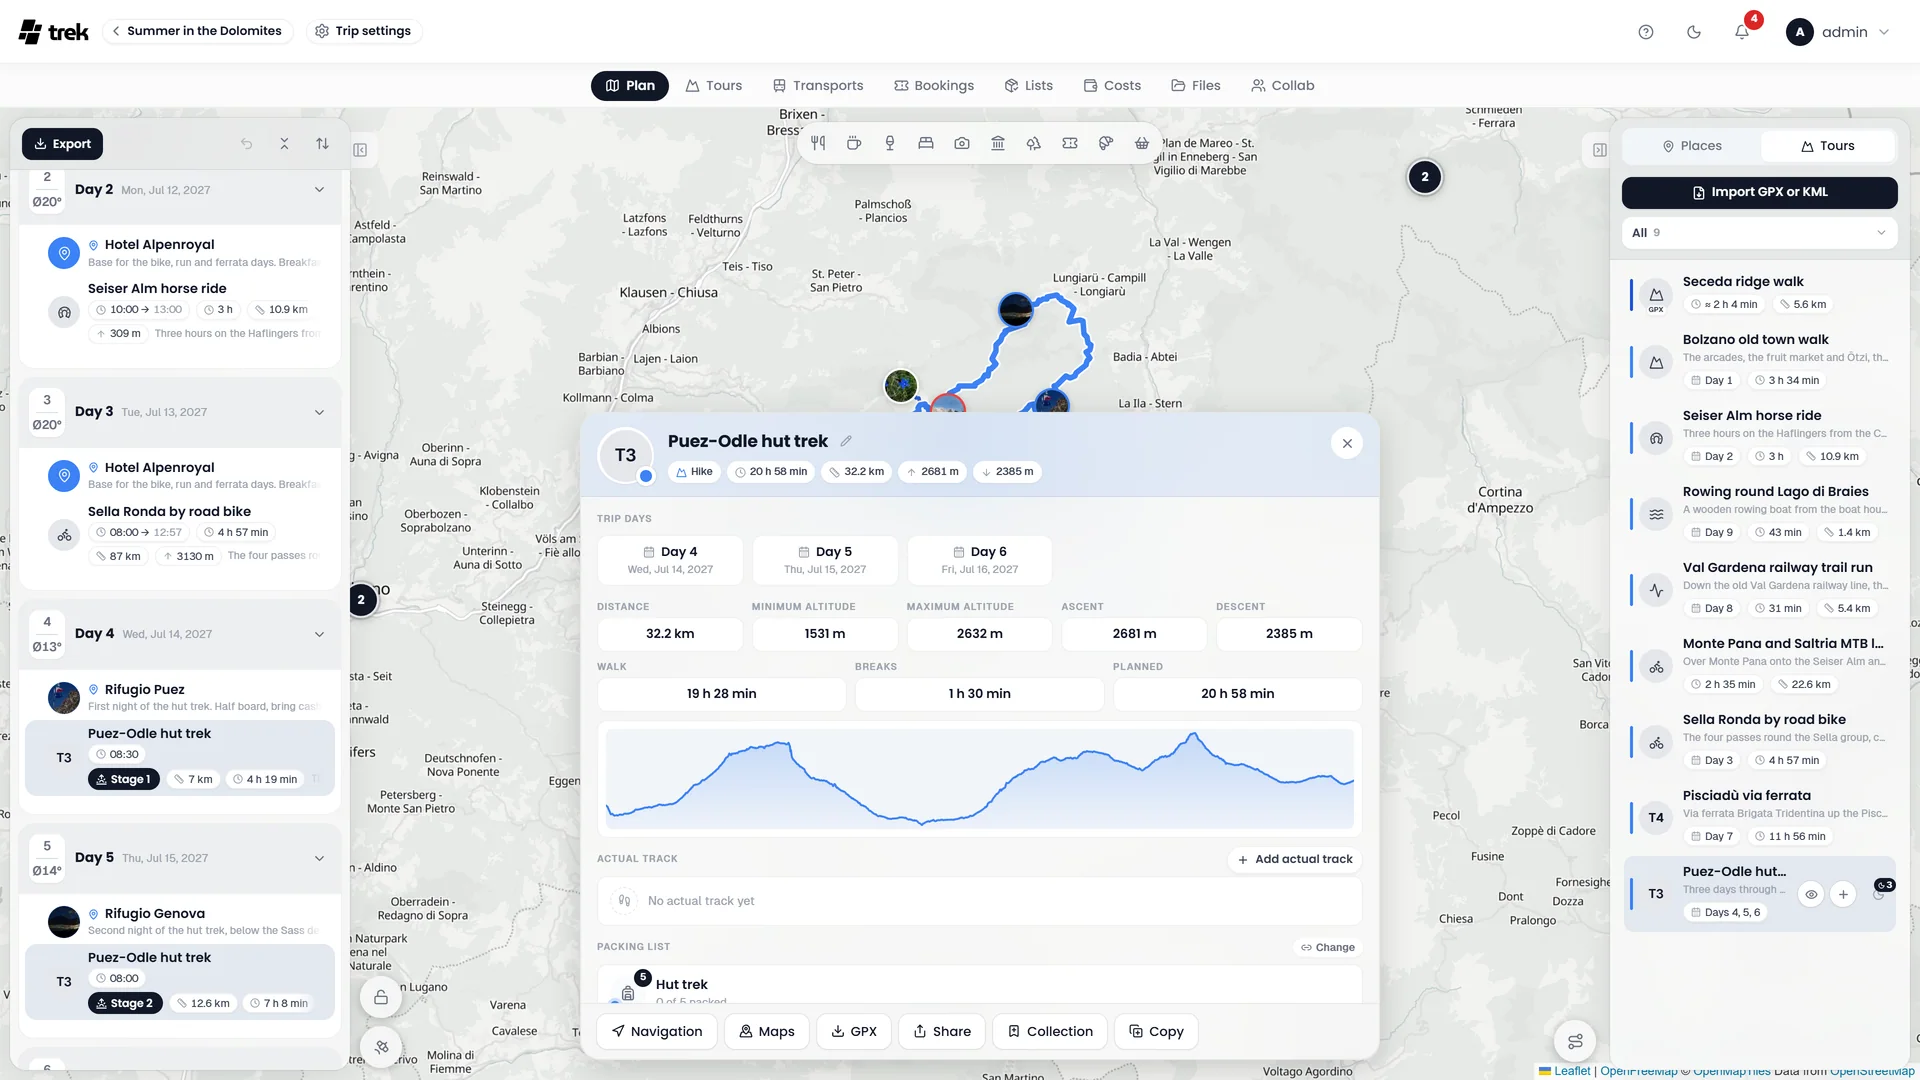 trek
Summer in the Dolomites
Trip settings
4
A
admin
Plan
Tours
Transports
Bookings
Lists
Costs
Files
Collab
Export
2
Ø20°
Day 2 Mon, Jul 12, 2027
Hotel Alpenroyal
Base for the bike, run and ferrata days. Breakfa
Seiser Alm horse ride
10:00 → 13:00
3 h
10.9 km
309 m
Three hours on the Haflingers from
3
Ø20°
Day 3 Tue, Jul 13, 2027
Hotel Alpenroyal
Base for the bike, run and ferrata days. Breakfa
Sella Ronda by road bike
08:00 → 12:57
4 h 57 min
87 km
3130 m
The four passes ro
4
Ø13°
Day 4 Wed, Jul 14, 2027
Rifugio Puez
First night of the hut trek. Half board, bring cash
T3
Puez-Odle hut trek
08:30
Stage 1
7 km
4 h 19 min
5
Ø14°
Day 5 Thu, Jul 15, 2027
Rifugio Genova
Second night of the hut trek, below the Sass de
T3
Puez-Odle hut trek
08:00
Stage 2
12.6 km
7 h 8 min
Brixen -
Reinswald -
San Martino
Latzfons
- Lazfons
Feldthurns
- Velturno
Palmschoß
- Plancios
Teis - Tiso
St. Peter -
San Pietro
Klausen - Chiusa
Albions
Barbian -
Barbiano
Lajen - Laion
Kollmann - Colma
La Val - Wengen
- La Valle
Lungiarü - Campill
- Longiarù
Badia - Abtei
La Ila - Stern
Plan de Mareo - St.
Vigilio di Marebbe
Schmieden
- Ferrara
2
Oberinn -
Auna di Sopra
Klobenstein
- Collalbo
Oberbozen -
Soprabolzano
Unterinn -
Auna di Sotto
Steinegg -
Collepietra
2
Deutschnofen -
Nova Ponente
Petersberg -
Monte San Pietro
- Aldino
Oberradein -
Redagno di Sopra
Varena
Cavalese
Molina di
Fiemme
San Martino
Voltago Agordino
Cortina
d'Ampezzo
Pecol
Zoppè di Cadore
Fusine
Dont
Dozza
Chiesa
Pralongo
T3
Puez-Odle hut trek
Hike
20 h 58 min
32.2 km
2681 m
2385 m
TRIP DAYS
Day 4
Wed, Jul 14, 2027
Day 5
Thu, Jul 15, 2027
Day 6
Fri, Jul 16, 2027
DISTANCE
32.2 km
MINIMUM ALTITUDE
1531 m
MAXIMUM ALTITUDE
2632 m
ASCENT
2681 m
DESCENT
2385 m
WALK
19 h 28 min
BREAKS
1 h 30 min
PLANNED
20 h 58 min
ACTUAL TRACK
Add actual track
No actual track yet
PACKING LIST
Change
5
Hut trek
0 of 5 packed
Navigation
Maps
GPX
Share
Collection
Copy
Places
Tours
Import GPX or KML
All 9
GPX
Seceda ridge walk
≈ 2 h 4 min
5.6 km
Bolzano old town walk
The arcades, the fruit market and Ötzi, th...
Day 1
3 h 34 min
Seiser Alm horse ride
Three hours on the Haflingers from the C...
Day 2
3 h
10.9 km
Rowing round Lago di Braies
A wooden rowing boat from the boat hou...
Day 9
43 min
1.4 km
Val Gardena railway trail run
Down the old Val Gardena railway line, th...
Day 8
31 min
5.4 km
Monte Pana and Saltria MTB l...
Over Monte Pana onto the Seiser Alm an...
2 h 35 min
22.6 km
Sella Ronda by road bike
The four passes round the Sella group, c...
Day 3
4 h 57 min
T4
Pisciadù via ferrata
Via ferrata Brigata Tridentina up the Pisc...
Day 7
11 h 56 min
T3
Puez-Odle hut...
Three days through ...
Days 4, 5, 6
3
Leaflet | OpenFreeMap © OpenMapTiles Data from OpenStreetMap